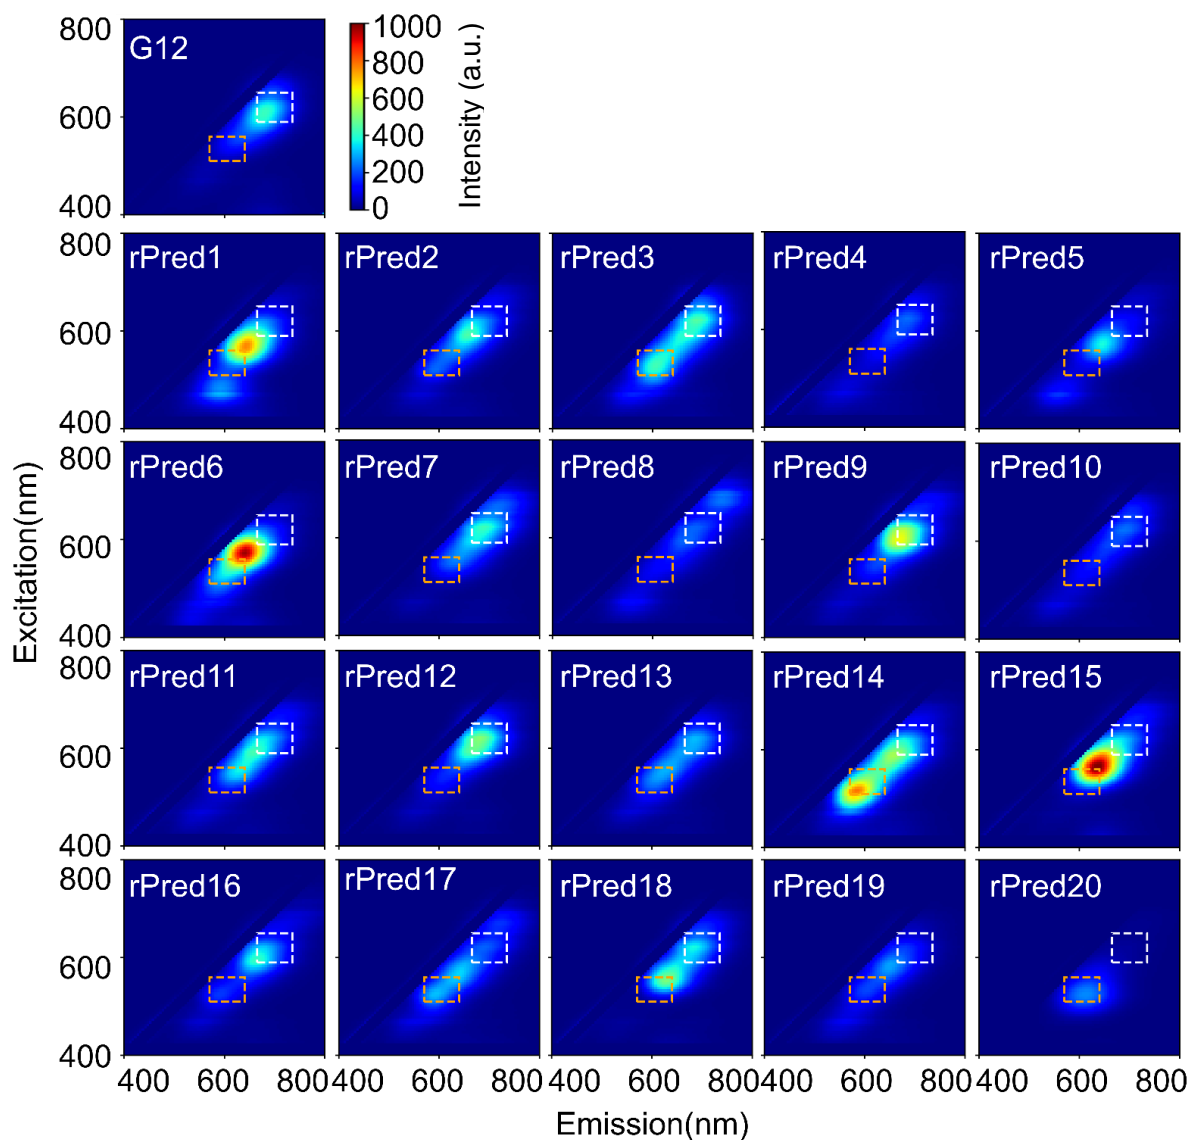 G12
1000
800
600
400
200
0
Intensity (a.u.)
800
600
400
rPred1
rPred2
rPred3
rPred4
rPred5
800
600
400
rPred6
rPred7
rPred8
rPred9
rPred10
800
600
400
rPred11
rPred12
rPred13
rPred14
rPred15
800
600
400
rPred16
rPred17
rPred18
rPred19
rPred20
800
600
400
400 600 800 400 600 800 400 600 800 400 600 800 400 600 800
Emission(nm)
Excitation(nm)